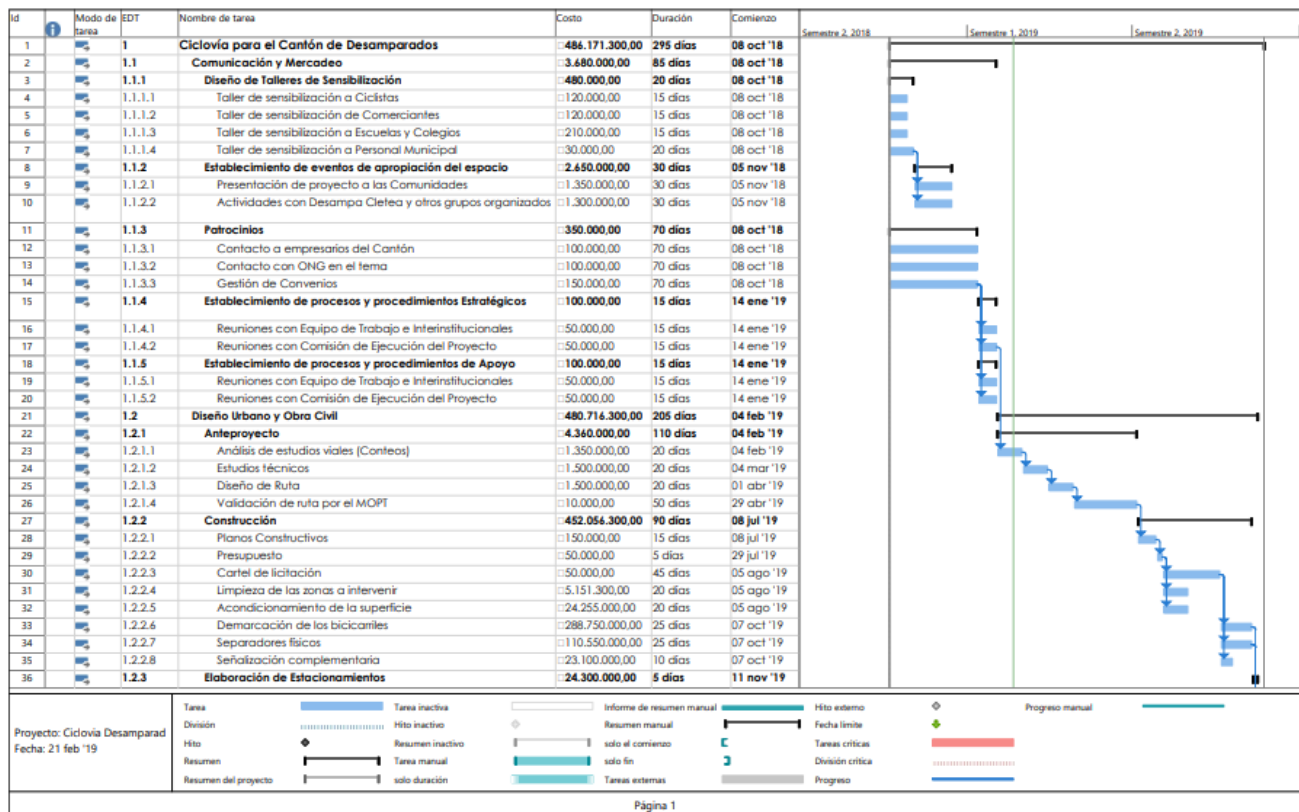 Id Modo de tarea EDT Nombre de tarea Costo Duración Comienzo Semestre 2, 2018 Semestre 1, 2019 Semestre 2, 2019
1 1 Ciclovía para el Cantón de Desamparados 486.171.300,00 295 días 08 oct '18
2 1.1 Comunicación y Mercadeo 3.680.000,00 85 días 08 oct '18
3 1.1.1 Diseño de Talleres de Sensibilización 480.000,00 20 días 08 oct '18
4 1.1.1.1 Taller de sensibilización a Ciclistas 120.000,00 15 días 08 oct '18
5 1.1.1.2 Taller de sensibilización de Comerciantes 120.000,00 15 días 08 oct '18
6 1.1.1.3 Taller de sensibilización a Escuelas y Colegios 210.000,00 15 días 08 oct '18
7 1.1.1.4 Taller de sensibilización a Personal Municipal 30.000,00 20 días 08 oct '18
8 1.1.2 Establecimiento de eventos de apropiación del espacio 2.650.000,00 30 días 05 nov '18
9 1.1.2.1 Presentación de proyecto a las Comunidades 1.350.000,00 30 días 05 nov '18
10 1.1.2.2 Actividades con Desampa Cletea y otros grupos organizados 1.300.000,00 30 días 05 nov '18
11 1.1.3 Patrocinios 350.000,00 70 días 08 oct '18
12 1.1.3.1 Contacto a empresarios del Cantón 100.000,00 70 días 08 oct '18
13 1.1.3.2 Contacto con ONG en el tema 100.000,00 70 días 08 oct '18
14 1.1.3.3 Gestión de Convenios 150.000,00 70 días 08 oct '18
15 1.1.4 Establecimiento de procesos y procedimientos Estratégicos 100.000,00 15 días 14 ene '19
16 1.1.4.1 Reuniones con Equipo de Trabajo e Interinstitucionales 50.000,00 15 días 14 ene '19
17 1.1.4.2 Reuniones con Comisión de Ejecución del Proyecto 50.000,00 15 días 14 ene '19
18 1.1.5 Establecimiento de procesos y procedimientos de Apoyo 100.000,00 15 días 14 ene '19
19 1.1.5.1 Reuniones con Equipo de Trabajo e Interinstitucionales 50.000,00 15 días 14 ene '19
20 1.1.5.2 Reuniones con Comisión de Ejecución del Proyecto 50.000,00 15 días 14 ene '19
21 1.2 Diseño Urbano y Obra Civil 480.716.300,00 205 días 04 feb '19
22 1.2.1 Anteproyecto 4.360.000,00 110 días 04 feb '19
23 1.2.1.1 Análisis de estudios viales (Conteos) 1.350.000,00 20 días 04 feb '19
24 1.2.1.2 Estudios técnicos 1.500.000,00 20 días 04 mar '19
25 1.2.1.3 Diseño de Ruta 1.500.000,00 20 días 01 abr '19
26 1.2.1.4 Validación de ruta por el MOPT 10.000,00 50 días 29 abr '19
27 1.2.2 Construcción 452.056.300,00 90 días 08 jul '19
28 1.2.2.1 Planos Constructivos 150.000,00 15 días 08 jul '19
29 1.2.2.2 Presupuesto 50.000,00 5 días 29 jul '19
30 1.2.2.3 Cartel de licitación 50.000,00 45 días 05 ago '19
31 1.2.2.4 Limpieza de las zonas a intervenir 5.151.300,00 20 días 05 ago '19
32 1.2.2.5 Acondicionamiento de la superficie 24.255.000,00 20 días 05 ago '19
33 1.2.2.6 Demarcación de los bicicarriles 288.750.000,00 25 días 07 oct '19
34 1.2.2.7 Separadores físicos 110.550.000,00 25 días 07 oct '19
35 1.2.2.8 Señalización complementaria 23.100.000,00 10 días 07 oct '19
36 1.2.3 Elaboración de Estacionamientos 24.300.000,00 5 días 11 nov '19
Proyecto: Ciclovia Desamparad
Fecha: 21 feb '19
Tarea Tarea inactiva Informe de resumen manual Hito externo Progreso manual
División Hito inactivo Resumen manual Fecha límite
Hito Resumen inactivo solo el comienzo Tareas críticas
Resumen Tarea manual solo fin División crítica
Resumen del proyecto solo duración Tareas externas Progreso
Página 1